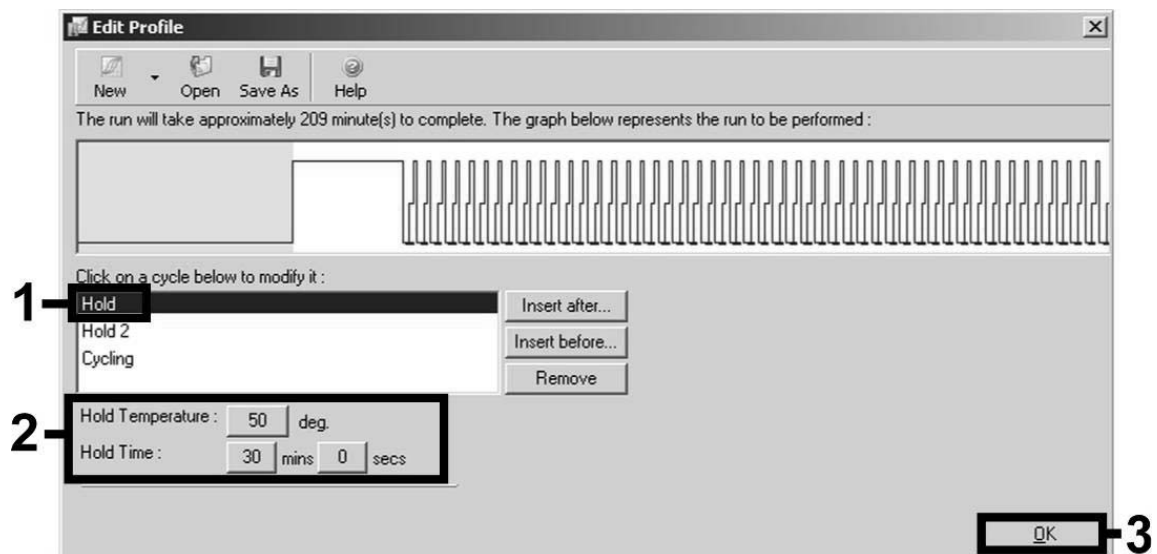 Edit Profile
New Open Save As Help
The run will take approximately 209 minute(s) to complete. The graph below represents the run to be performed :
Click on a cycle below to modify it :
1 Hold Insert after...
Hold 2 Insert before...
Cycling
Remove
2 Hold Temperature : 50 deg.
Hold Time : 30 mins 0 secs
OK 3